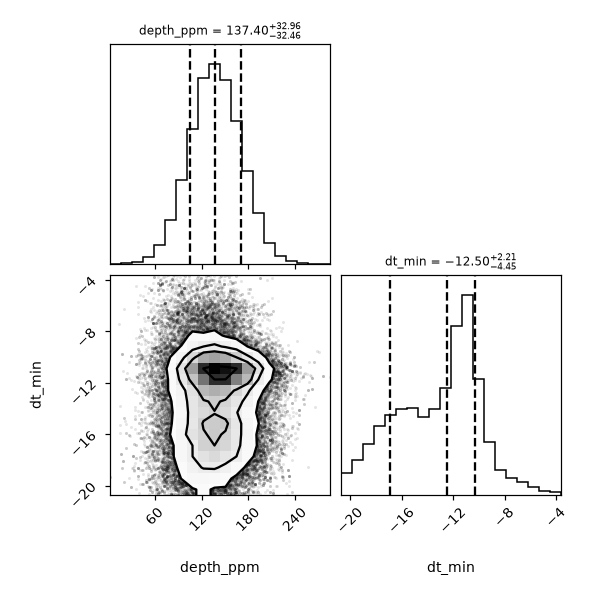 depth_ppm = 137.40+32.96−32.46
dt_min = −12.50+2.21−4.45
−4
−8
−12
−16
−20
dt_min
60
120
180
240
depth_ppm
−20
−16
−12
−8
−4
dt_min